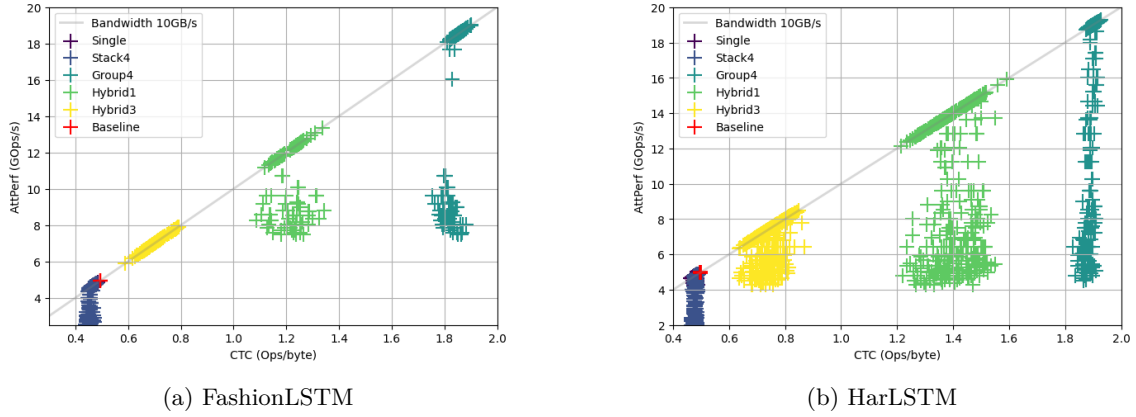 Bandwidth 10GB/s
Single
Stack4
Group4
Hybrid1
Hybrid3
Baseline
AttPerf (GOps/s)
20
18
16
14
12
10
8
6
4
0.4
0.6
0.8
1.0
1.2
1.4
1.6
1.8
2.0
CTC (Ops/byte)
(a) FashionLSTM
Bandwidth 10GB/s
Single
Stack4
Group4
Hybrid1
Hybrid3
Baseline
AttPerf (GOps/s)
20
18
16
14
12
10
8
6
4
2
0.4
0.6
0.8
1.0
1.2
1.4
1.6
1.8
2.0
CTC (Ops/byte)
(b) HarLSTM